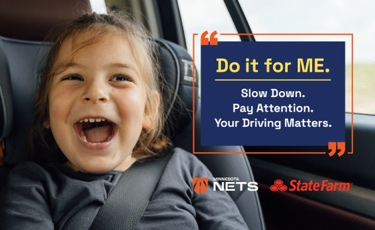 Do it for ME.
Slow Down.
Pay Attention.
Your Driving Matters.
MINNESOTA
NETS
StateFarm